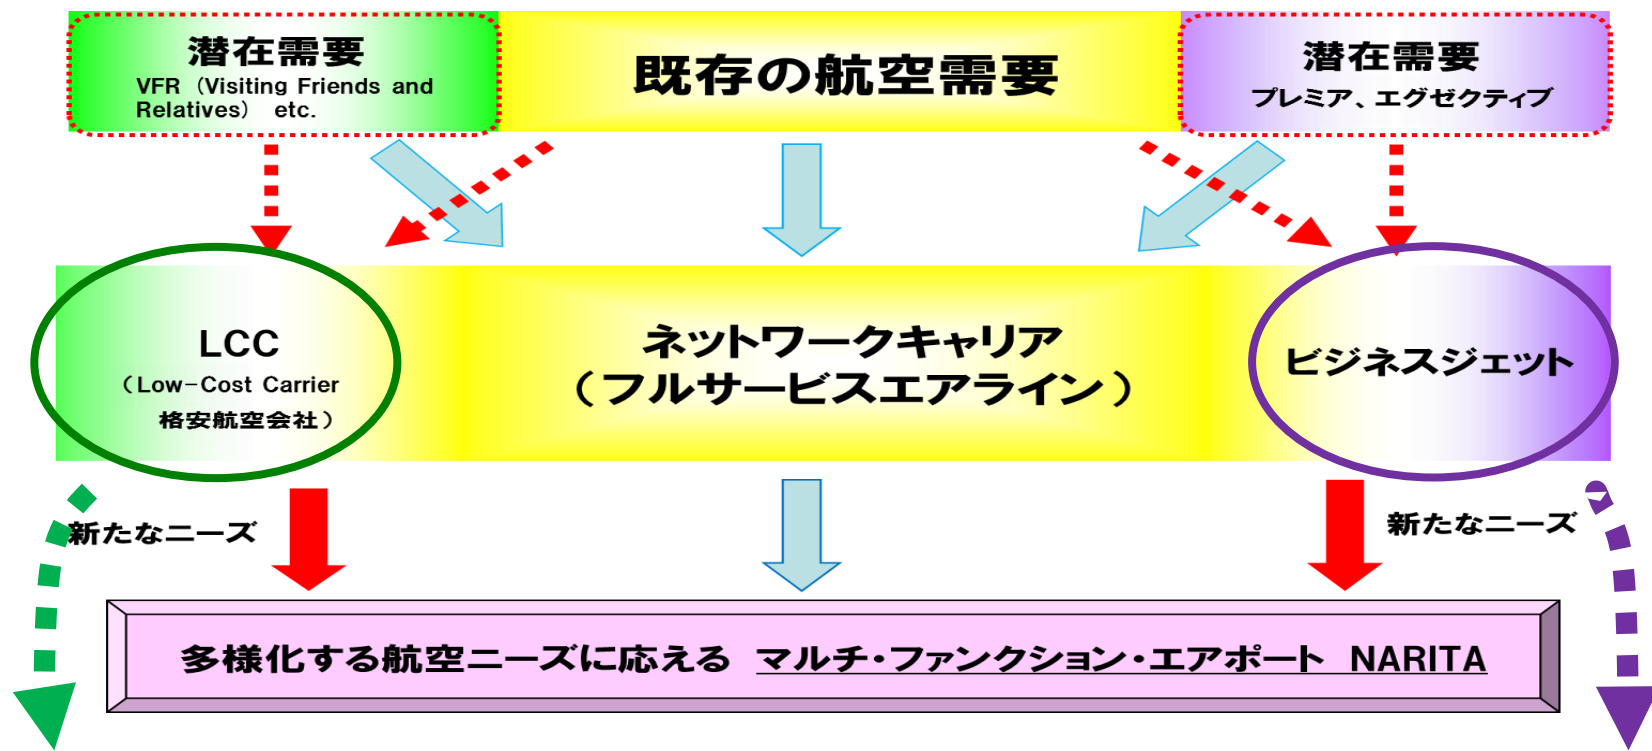 潜在需要
VFR（Visiting Friends and
Relatives） etc.
既存の航空需要
潜在需要
プレミア、エグゼクティブ
LCC
（Low-Cost Carrier
格安航空会社）
ネットワークキャリア
（フルサービスエアライン）
ビジネスジェット
新たなニーズ
新たなニーズ
多様化する航空ニーズに応える マルチ・ファンクション・エアポート NARITA